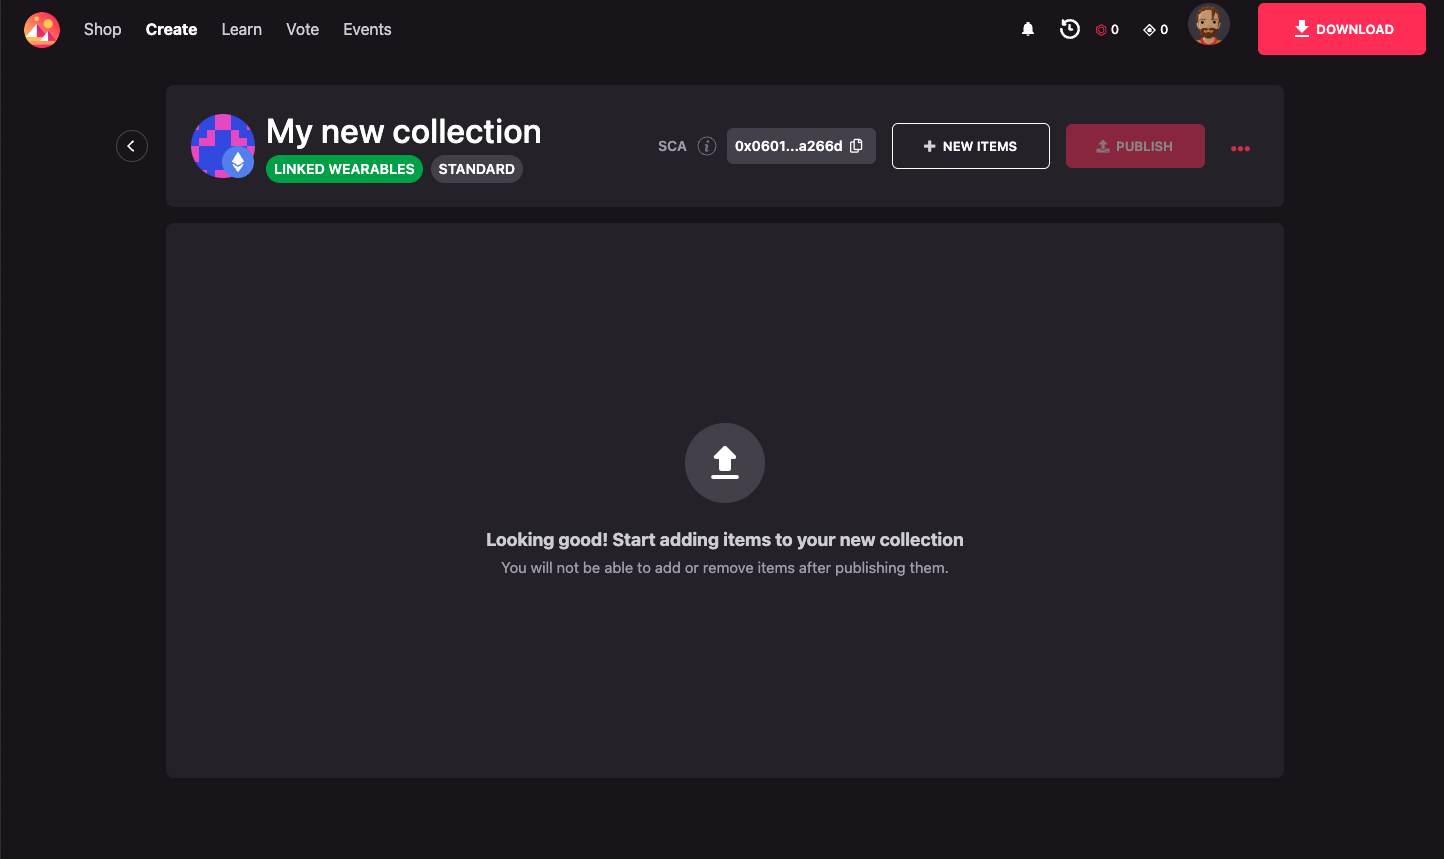 Shop Create Learn Vote Events 0 0 DOWNLOAD
My new collection
LINKED WEARABLES STANDARD
SCA 0x0601...a266d NEW ITEMS PUBLISH
Looking good! Start adding items to your new collection
You will not be able to add or remove items after publishing them.